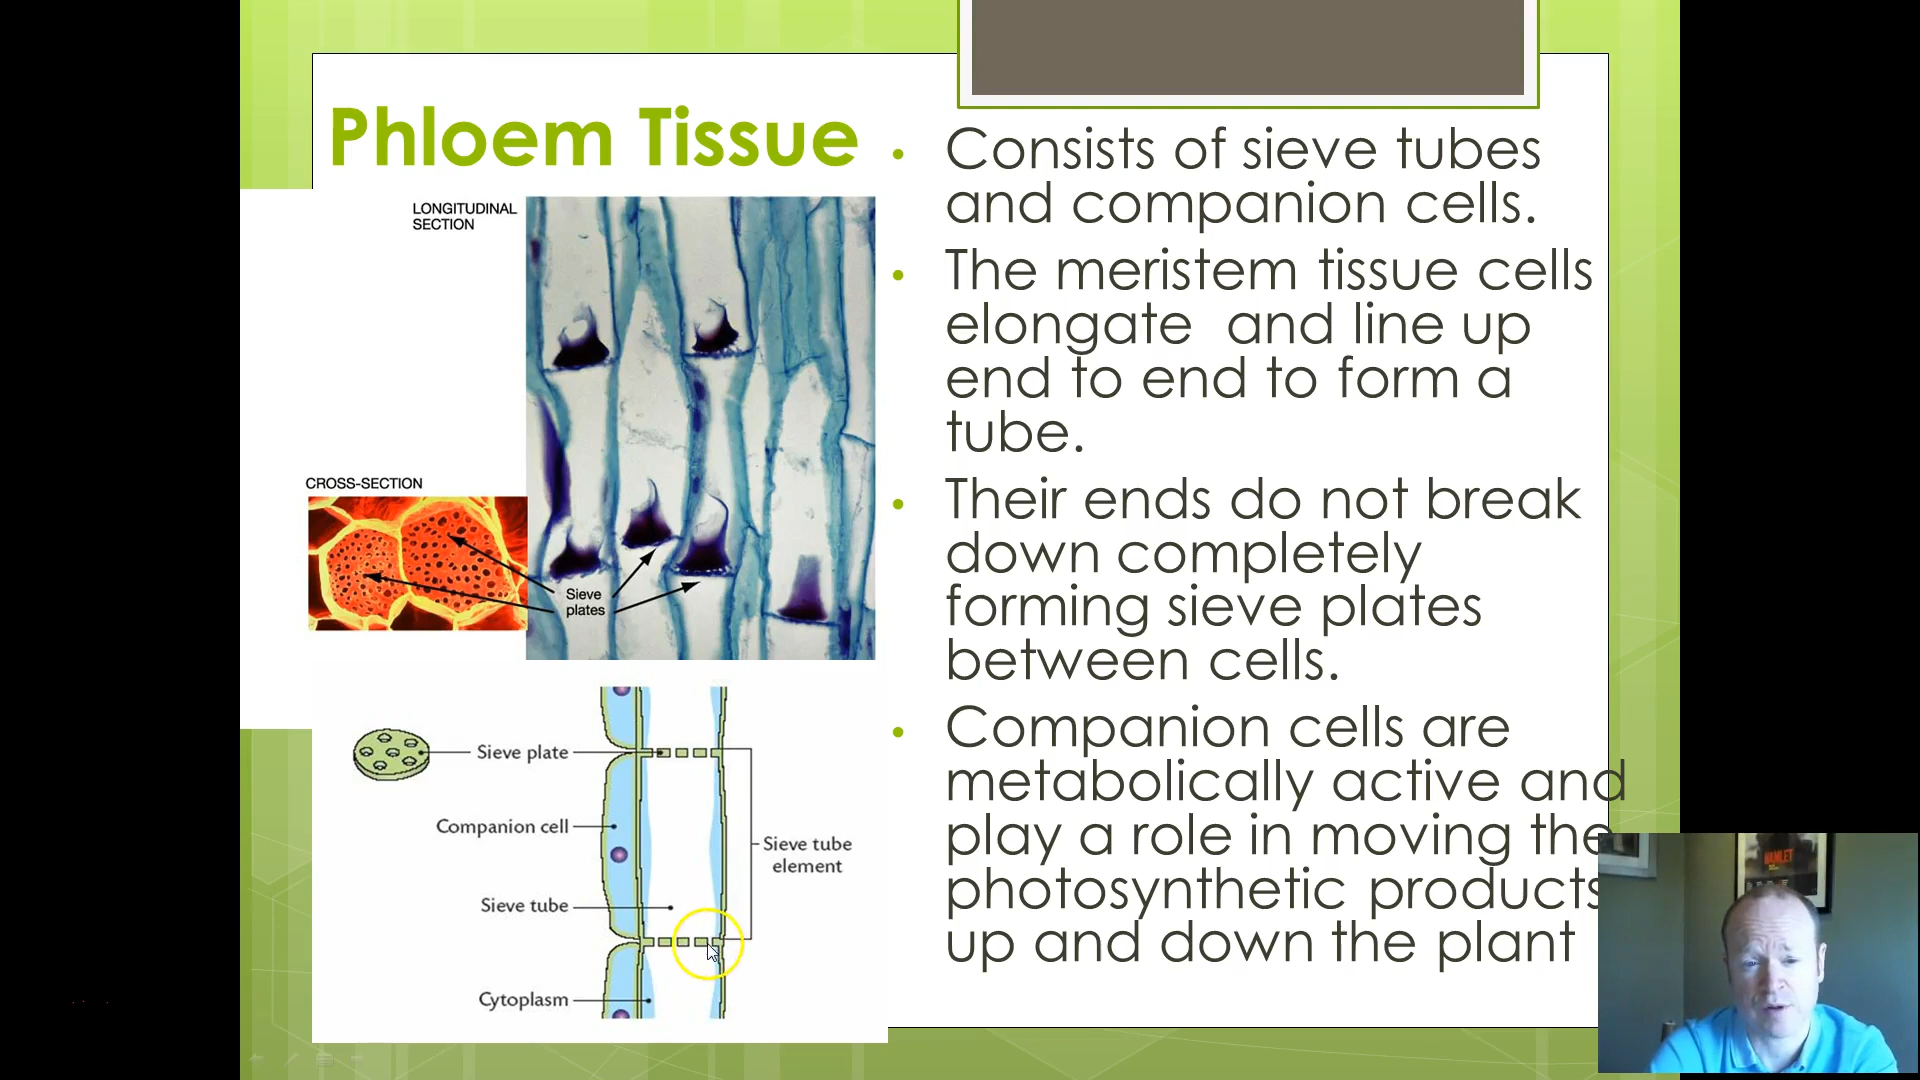 Phloem Tissue
LONGITUDINAL
SECTION
CROSS-SECTION
Sieve
plates
Sieve plate
Companion cell
Sieve tube
element
Sieve tube
Cytoplasm
• Consists of sieve tubes
and companion cells.
• The meristem tissue cells
elongate and line up
end to end to form a
tube.
• Their ends do not break
down completely
forming sieve plates
between cells.
• Companion cells are
metabolically active and
play a role in moving the
photosynthetic products
up and down the plant
HAMLET